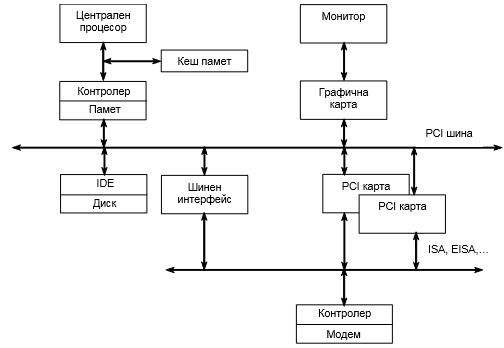 Централен
процесор
Монитор
Кеш памет
Контролер
Памет
Графична
карта
PCI шина
IDE
Диск
Шинен
интерфейс
PCI карта
PCI карта
ISA, EISA,...
Контролер
Модем